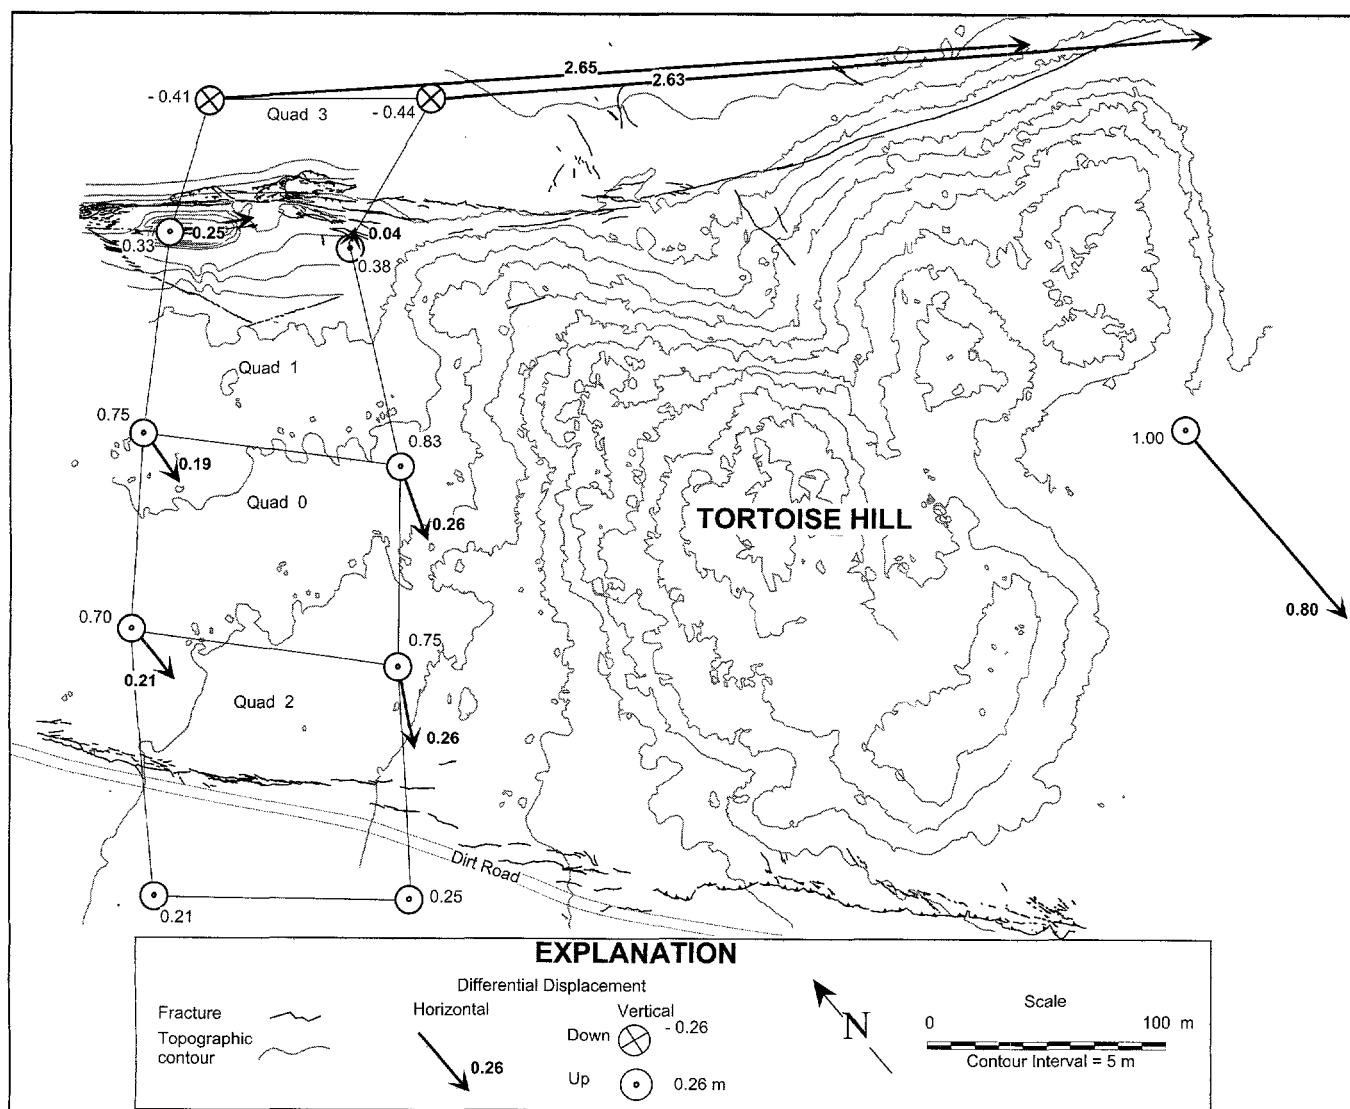 2.65
2.63
- 0.41
Quad 3
- 0.44
0.25
0.04
0.33
0.38
Quad 1
0.75
0.83
0.19
1.00
Quad 0
0.26
TORTOISE HILL
0.80
0.70
0.75
0.21
Quad 2
0.26
Dirt Road
0.21
0.25
EXPLANATION
Differential Displacement
Horizontal
Vertical
Scale
Fracture
Topographic
contour
0.26
Down
- 0.26
Up
0.26 m
N
0
100 m
Contour Interval = 5 m